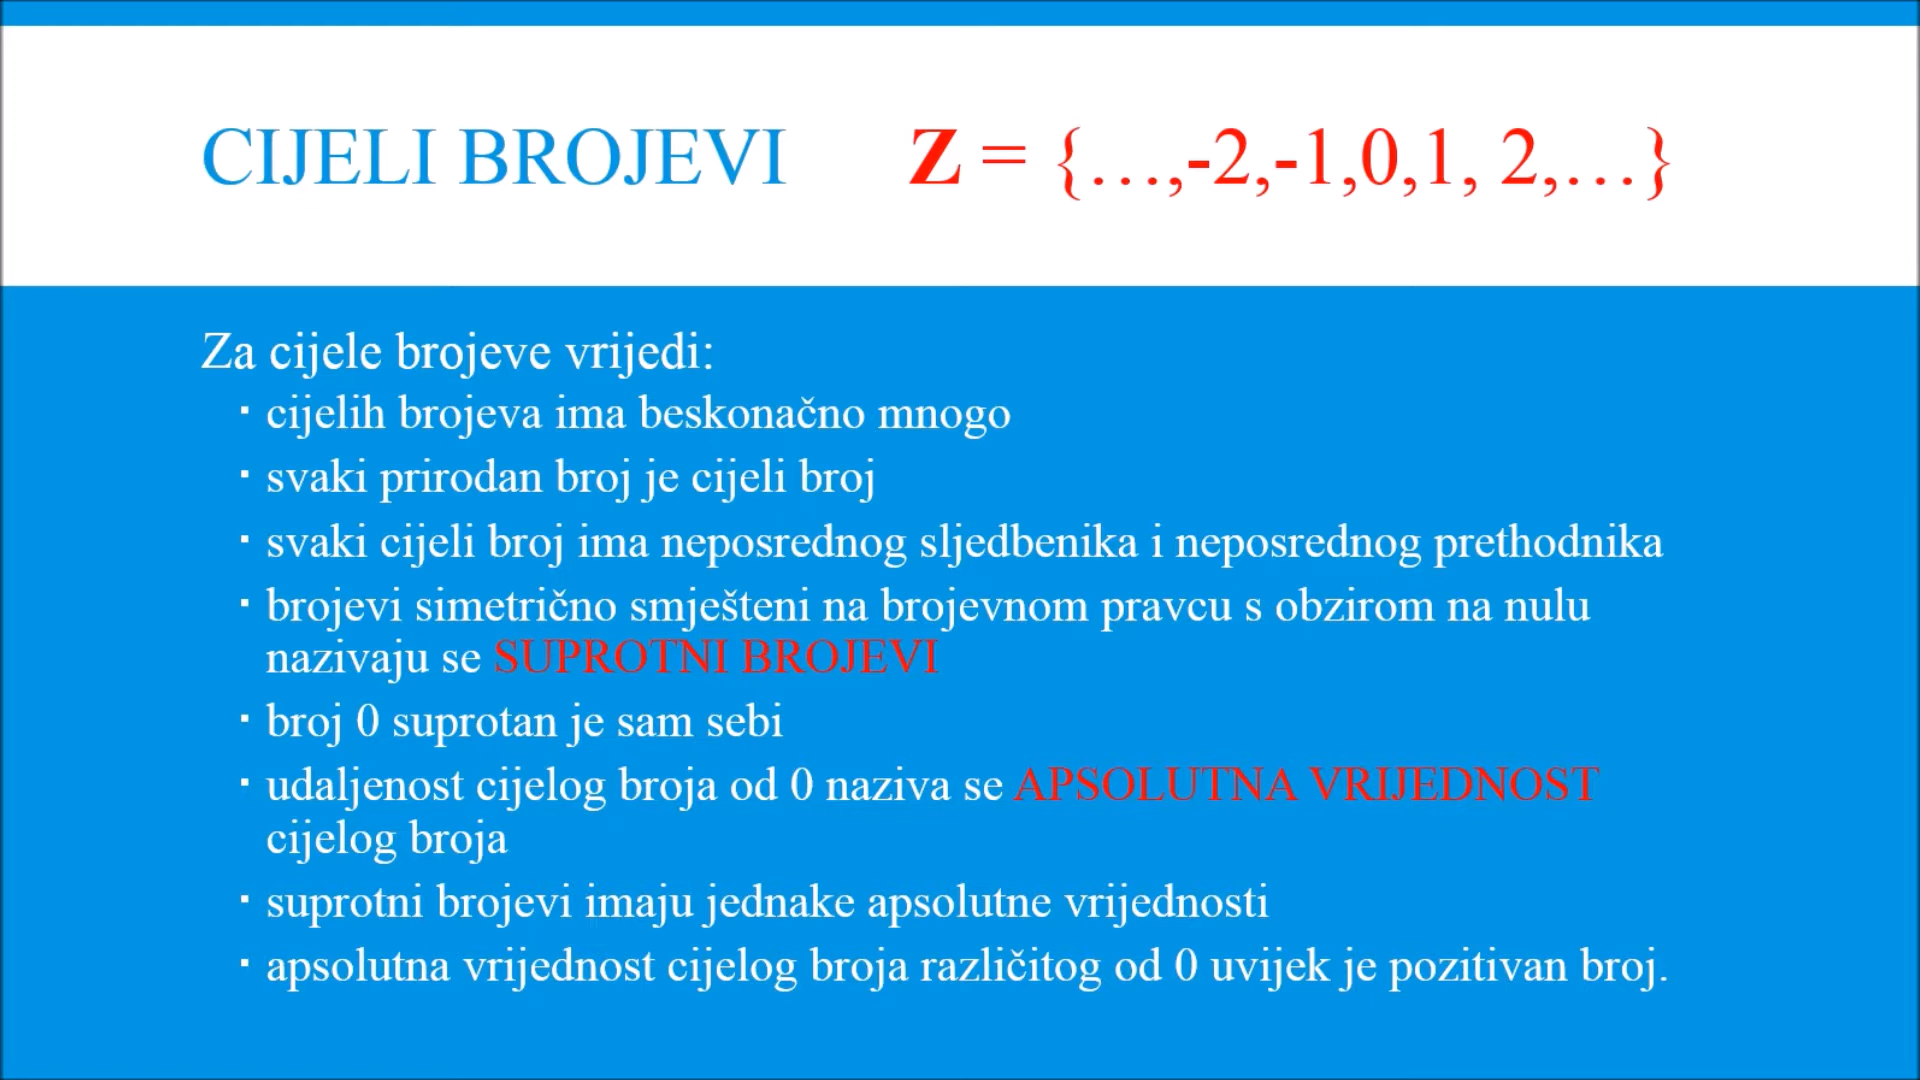 CIJELI BROJEVI Z = {…,-2,-1,0,1, 2,…}
Za cijele brojeve vrijedi:
▪ cijelih brojeva ima beskonačno mnogo
▪ svaki prirodan broj je cijeli broj
▪ svaki cijeli broj ima neposrednog sljedbenika i neposrednog prethodnika
▪ brojevi simetrično smješteni na brojevnom pravcu s obzirom na nulu
nazivaju se SUPROTNI BROJEVI
▪ broj 0 suprotan je sam sebi
▪ udaljenost cijelog broja od 0 naziva se APSOLUTNA VRIJEDNOST
cijelog broja
▪ suprotni brojevi imaju jednake apsolutne vrijednosti
▪ apsolutna vrijednost cijelog broja različitog od 0 uvijek je pozitivan broj.